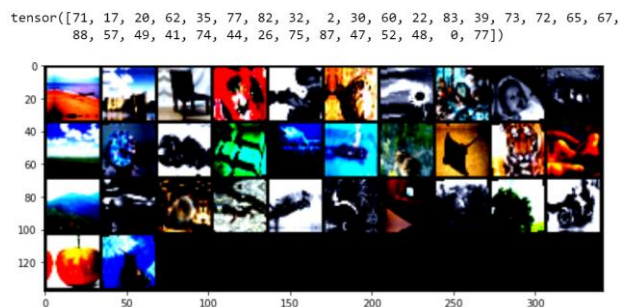 tensor([71, 17, 20, 62, 35, 77, 82, 32,  2, 30, 60, 22, 83, 39, 73, 72, 65, 67,
88, 57, 49, 41, 74, 44, 26, 75, 87, 47, 52, 48,  0, 77])
0
20
40
60
80
100
120
0 50 100 150 200 250 300